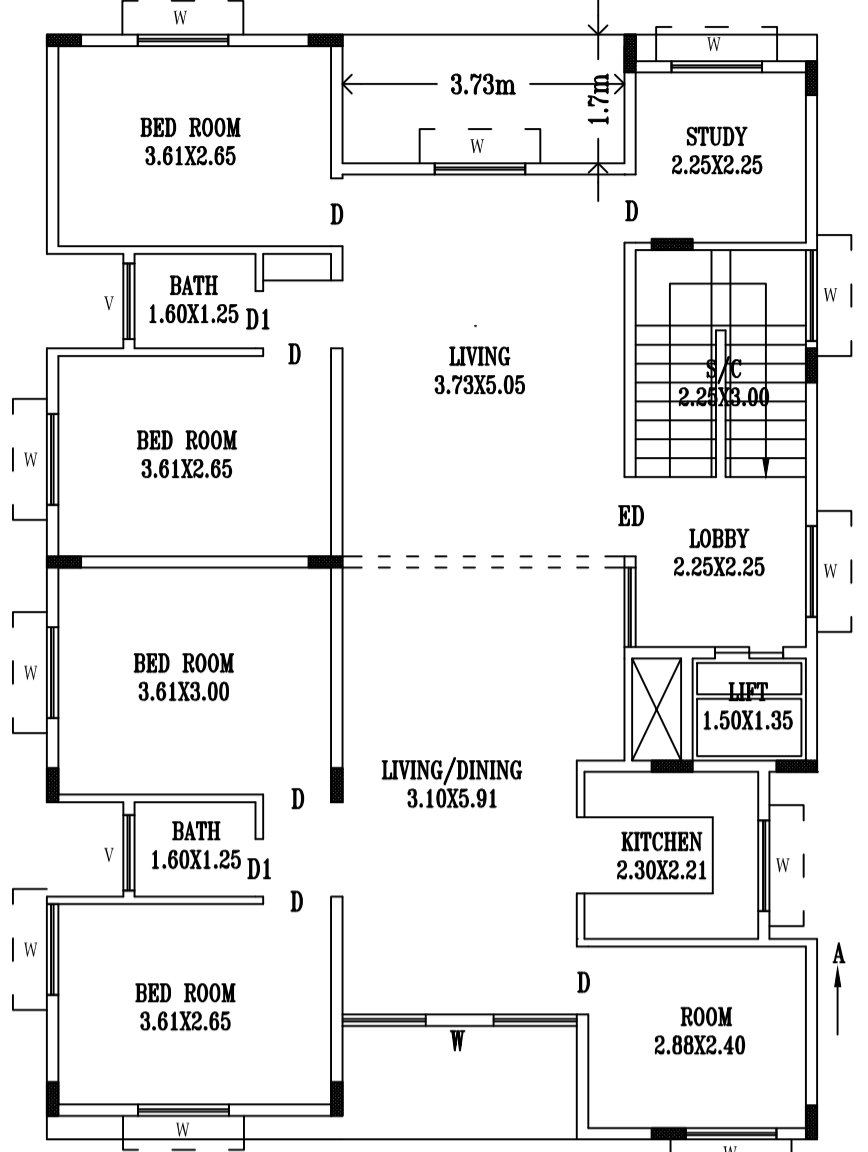 W
W
3.73m
1.7m
BED ROOM
3.61X2.65
W
STUDY
2.25X2.25
D
D
BATH
1.60X1.25
V
D1
W
D
LIVING
3.73X5.05
S/C
2.25X3.00
BED ROOM
3.61X2.65
W
ED
LOBBY
2.25X2.25
W
BED ROOM
3.61X3.00
W
LIFT
1.50X1.35
LIVING/DINING
3.10X5.91
D
BATH
1.60X1.25
V
D1
KITCHEN
2.30X2.21
W
D
W
A
D
BED ROOM
3.61X2.65
ROOM
2.88X2.40
W
W
W